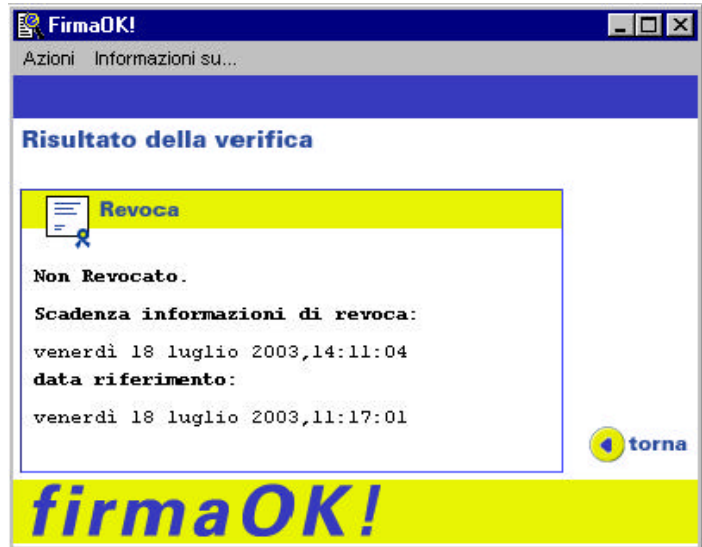 FirmaOK!
Azioni Informazioni su...
Risultato della verifica
Revoca
Non Revocato.
Scadenza informazioni di revoca:
venerdì 18 luglio 2003,14:11:04
data riferimento:
venerdì 18 luglio 2003,11:17:01
torna
firmaOK!